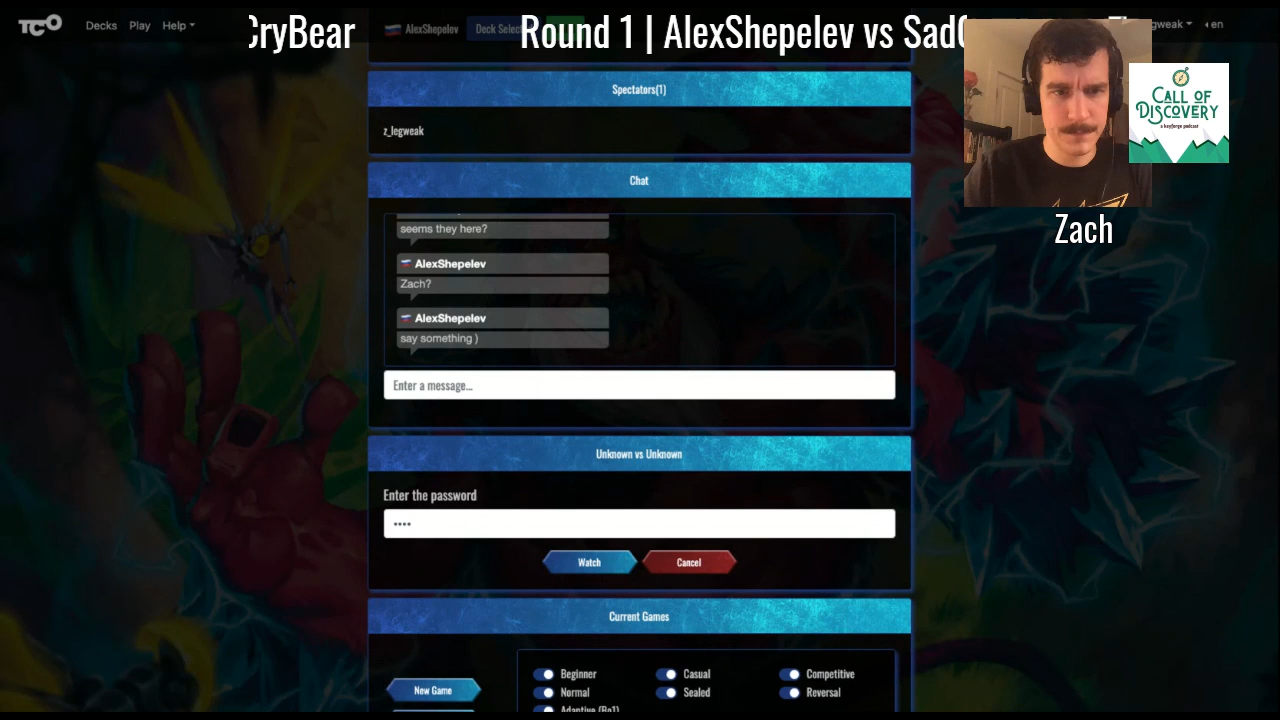 TCO Decks Play Help AlexShepelev Deck en
CryBear Round 1 | AlexShepelev vs Sad
Spectators(1)
z_legweak
Chat
seems they here?
AlexShepelev
Zach?
AlexShepelev
say something )
Enter a message...
Unknown vs Unknown
Enter the password
••••
Watch Cancel
Current Games
Beginner Casual Competitive
Normal Sealed Reversal
Adaptive (Bo1)
New Game
CALL OF
DISCOVERY
a keyforge podcast
Zach